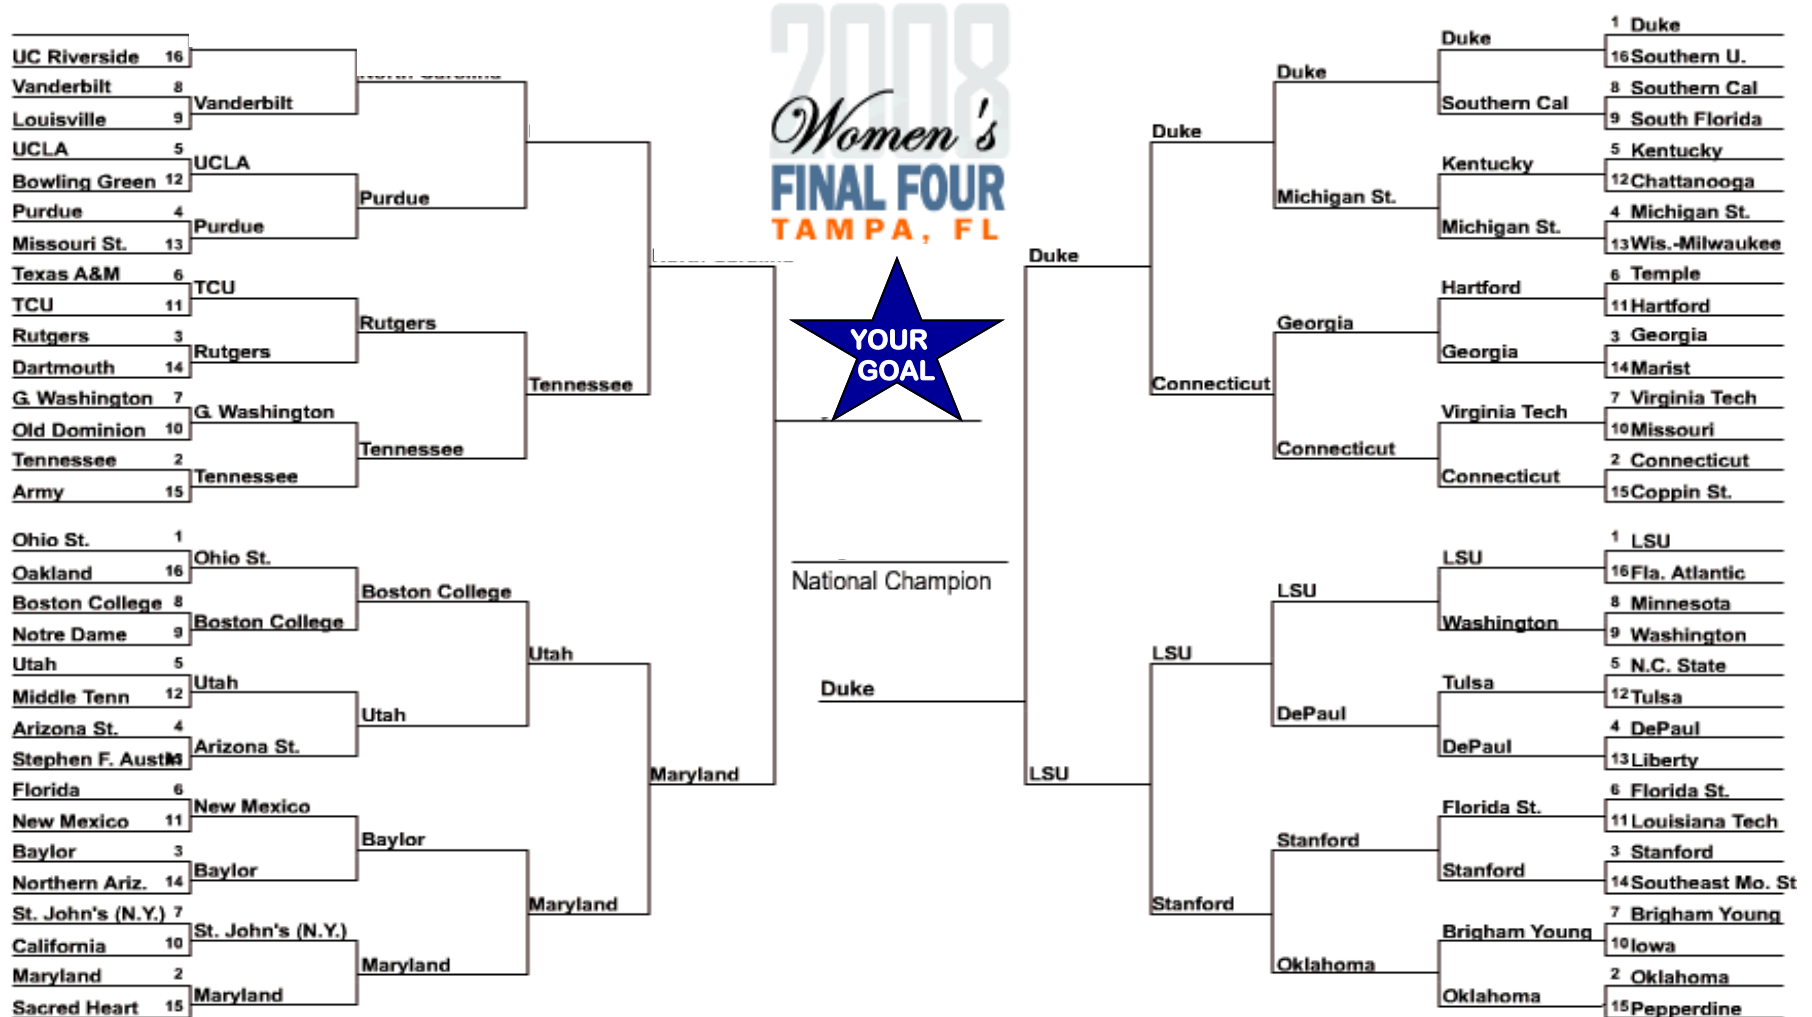 2008
Women's
FINAL FOUR
TAMPA, FL
YOUR
GOAL
National Champion
UC Riverside 16
Vanderbilt 8
Louisville 9
UCLA 5
Bowling Green 12
Purdue 4
Missouri St. 13
Texas A&M 6
TCU 11
Rutgers 3
Dartmouth 14
G. Washington 7
Old Dominion 10
Tennessee 2
Army 15
Ohio St. 1
Oakland 16
Boston College 8
Notre Dame 9
Utah 5
Middle Tenn 12
Arizona St. 4
Stephen F. Austin
Florida 6
New Mexico 11
Baylor 3
Northern Ariz. 14
St. John's (N.Y.) 7
California 10
Maryland 2
Sacred Heart 15
Vanderbilt
UCLA
Purdue
TCU
Rutgers
G. Washington
Tennessee
Ohio St.
Boston College
Utah
Arizona St.
New Mexico
Baylor
St. John's (N.Y.)
Maryland
Purdue
Rutgers
Tennessee
Boston College
Utah
Baylor
Maryland
Tennessee
Utah
Maryland
Maryland
Duke
Duke
LSU
Duke
Connecticut
LSU
Stanford
Duke
Michigan St.
Georgia
Connecticut
LSU
DePaul
Stanford
Oklahoma
Duke
Southern Cal
Kentucky
Michigan St.
Hartford
Georgia
Virginia Tech
Connecticut
LSU
Washington
Tulsa
DePaul
Florida St.
Stanford
Brigham Young
Oklahoma
1 Duke
16 Southern U.
8 Southern Cal
9 South Florida
5 Kentucky
12 Chattanooga
4 Michigan St.
13 Wis.-Milwaukee
6 Temple
11 Hartford
3 Georgia
14 Marist
7 Virginia Tech
10 Missouri
2 Connecticut
15 Coppin St.
1 LSU
16 Fla. Atlantic
8 Minnesota
9 Washington
5 N.C. State
12 Tulsa
4 DePaul
13 Liberty
6 Florida St.
11 Louisiana Tech
3 Stanford
14 Southeast Mo. St
7 Brigham Young
10 Iowa
2 Oklahoma
15 Pepperdine